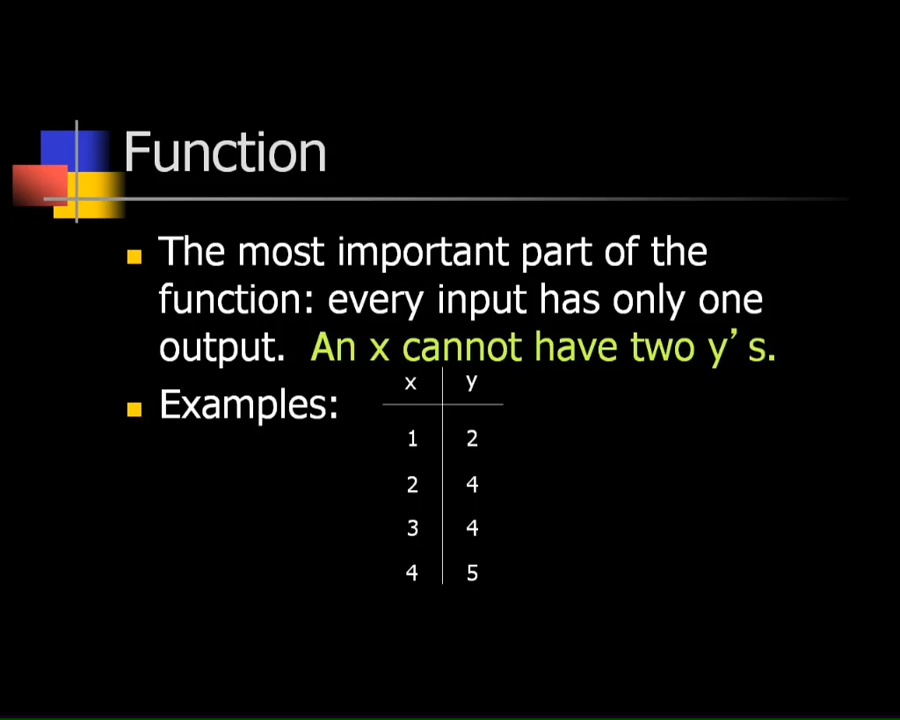 Function
The most important part of the
function: every input has only one
output. An x cannot have two y's.
Examples:
x y
1 2
2 4
3 4
4 5